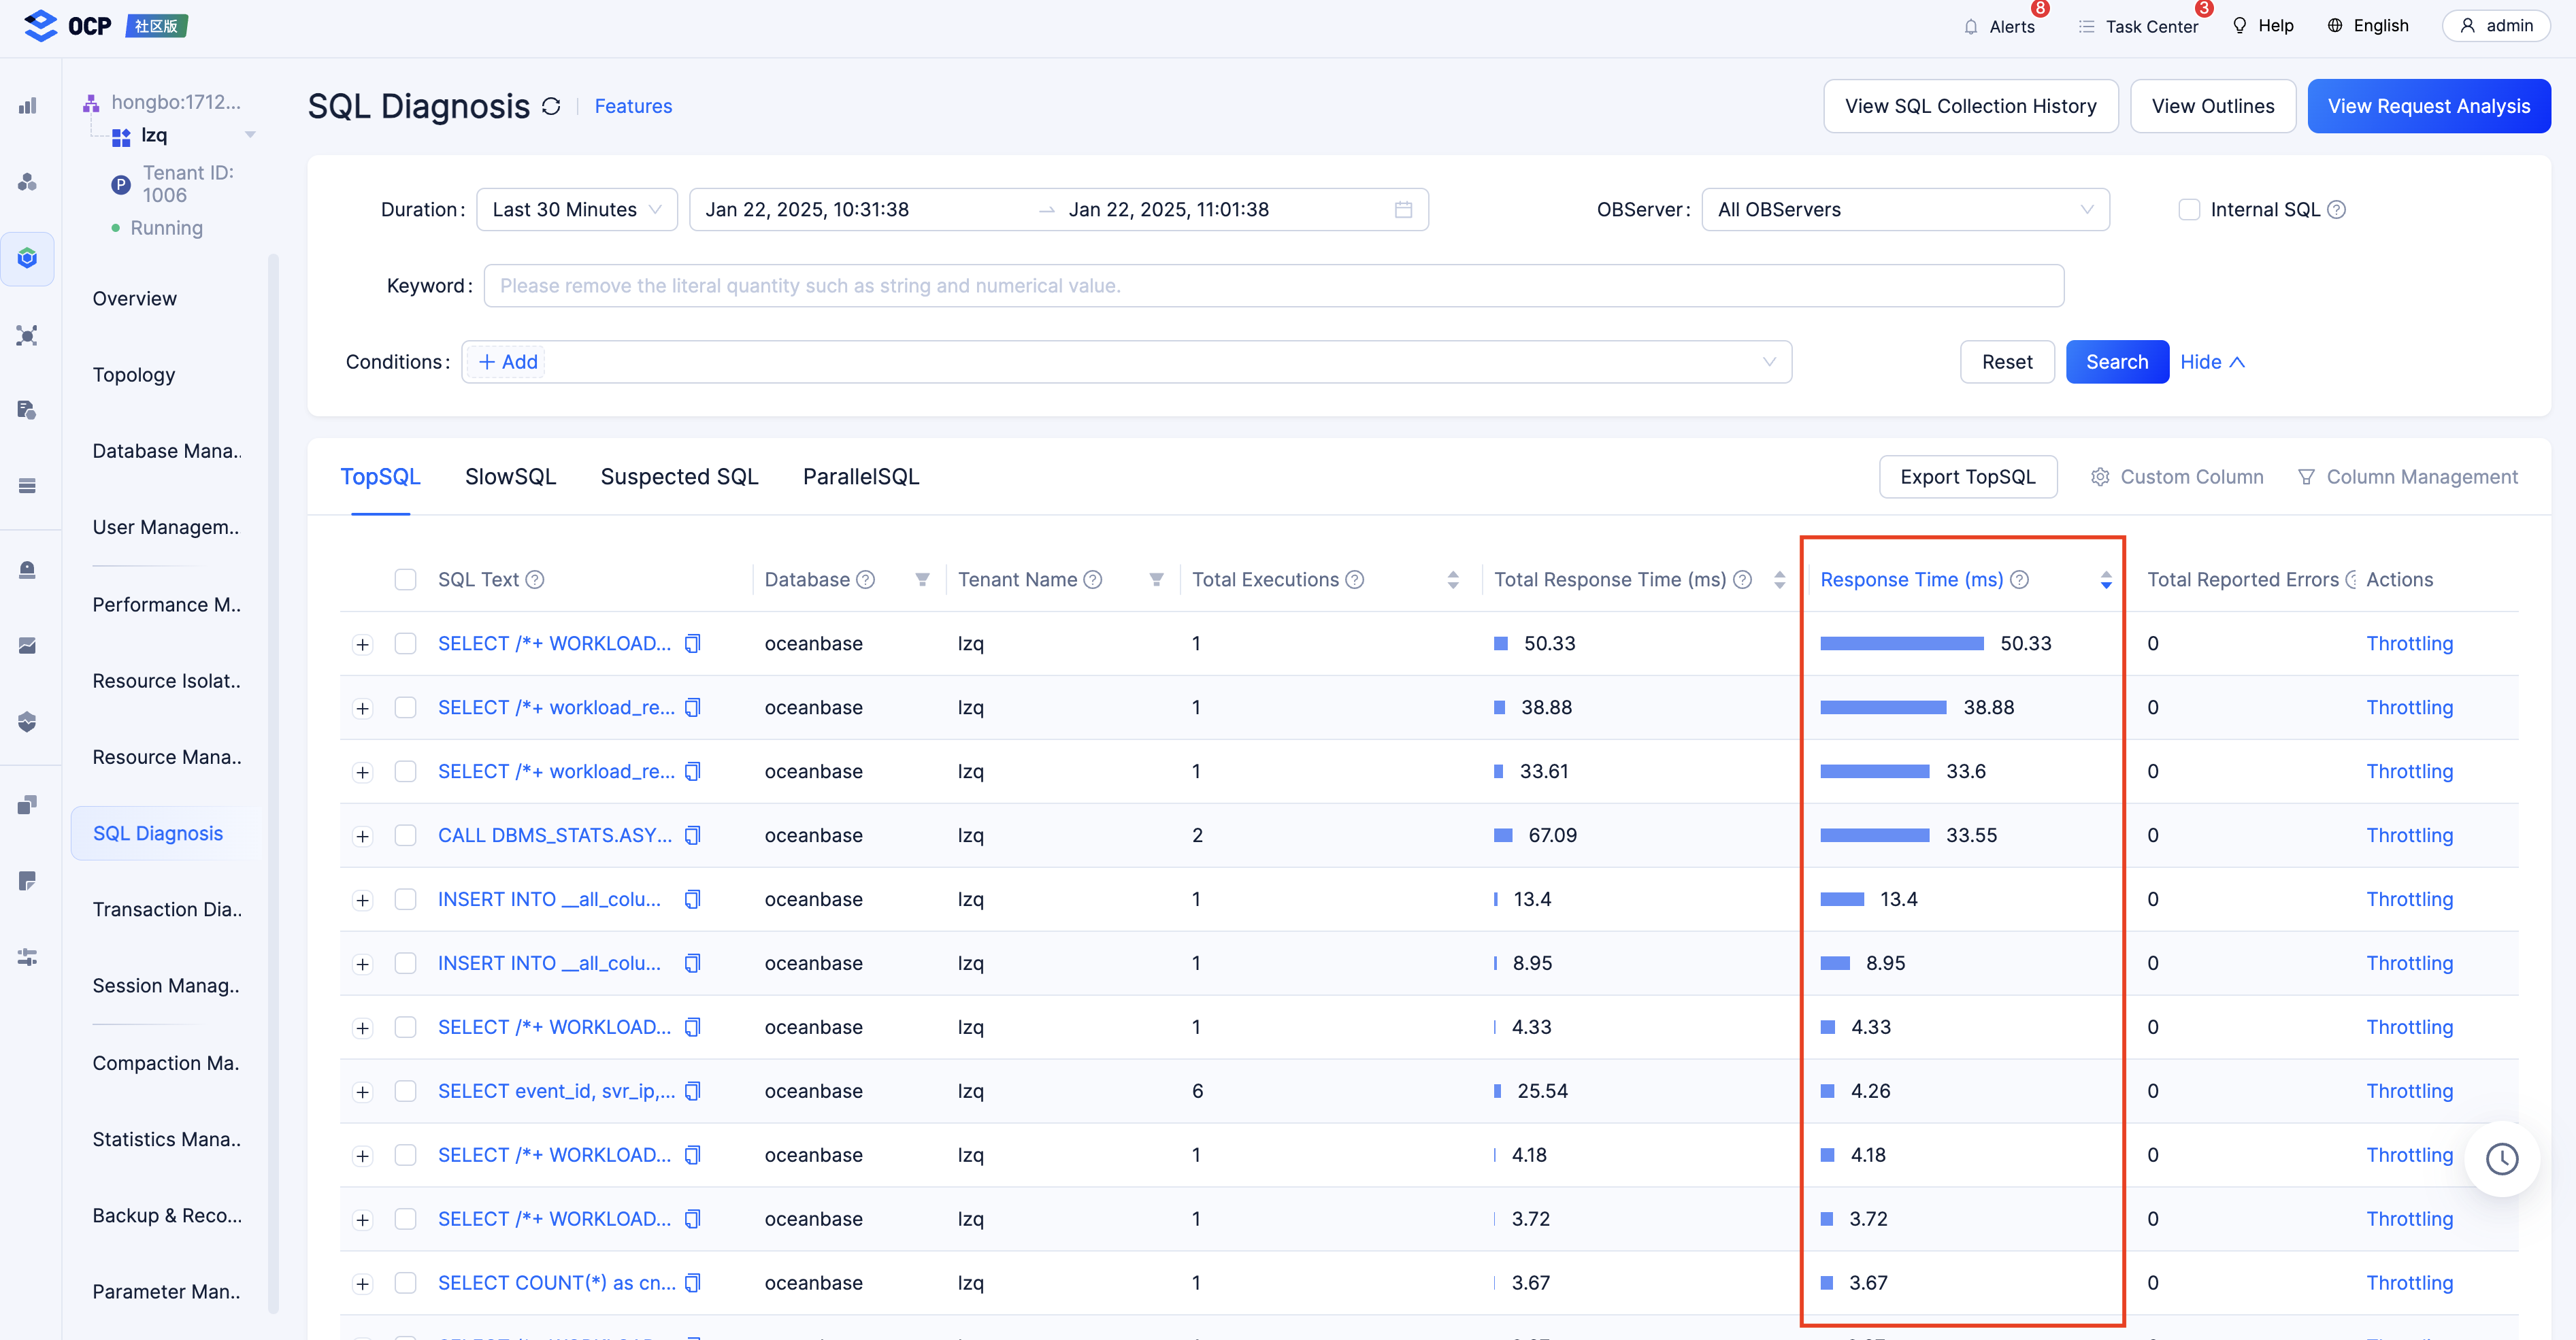 OCP 社区版
Alerts 8
Task Center 3
Help
English
admin
hongbo:1712...
lzq
P Tenant ID:
1006
Running
Overview
Topology
Database Mana..
User Managem..
Performance M..
Resource Isolat..
Resource Mana..
SQL Diagnosis
Transaction Dia..
Session Manag..
Compaction Ma.
Statistics Mana..
Backup & Reco...
Parameter Man..
SQL Diagnosis Features
View SQL Collection History View Outlines View Request Analysis
Duration: Last 30 Minutes Jan 22, 2025, 10:31:38 → Jan 22, 2025, 11:01:38 OBServer: All OBServers Internal SQL ?
Keyword: Please remove the literal quantity such as string and numerical value.
Conditions: + Add Reset Search Hide
TopSQL SlowSQL Suspected SQL ParallelSQL Export TopSQL Custom Column Column Management
SQL Text ? Database ? Tenant Name ? Total Executions ? Total Response Time (ms) ? Response Time (ms) ? Total Reported Errors Actions
SELECT /*+ WORKLOAD... oceanbase lzq 1 50.33 50.33 0 Throttling
SELECT /*+ workload_re... oceanbase lzq 1 38.88 38.88 0 Throttling
SELECT /*+ workload_re... oceanbase lzq 1 33.61 33.6 0 Throttling
CALL DBMS_STATS.ASY... oceanbase lzq 2 67.09 33.55 0 Throttling
INSERT INTO __all_colu... oceanbase lzq 1 13.4 13.4 0 Throttling
INSERT INTO __all_colu... oceanbase lzq 1 8.95 8.95 0 Throttling
SELECT /*+ WORKLOAD... oceanbase lzq 1 4.33 4.33 0 Throttling
SELECT event_id, svr_ip,... oceanbase lzq 6 25.54 4.26 0 Throttling
SELECT /*+ WORKLOAD... oceanbase lzq 1 4.18 4.18 0 Throttling
SELECT /*+ WORKLOAD... oceanbase lzq 1 3.72 3.72 0 Throttling
SELECT COUNT(*) as cn... oceanbase lzq 1 3.67 3.67 0 Throttling